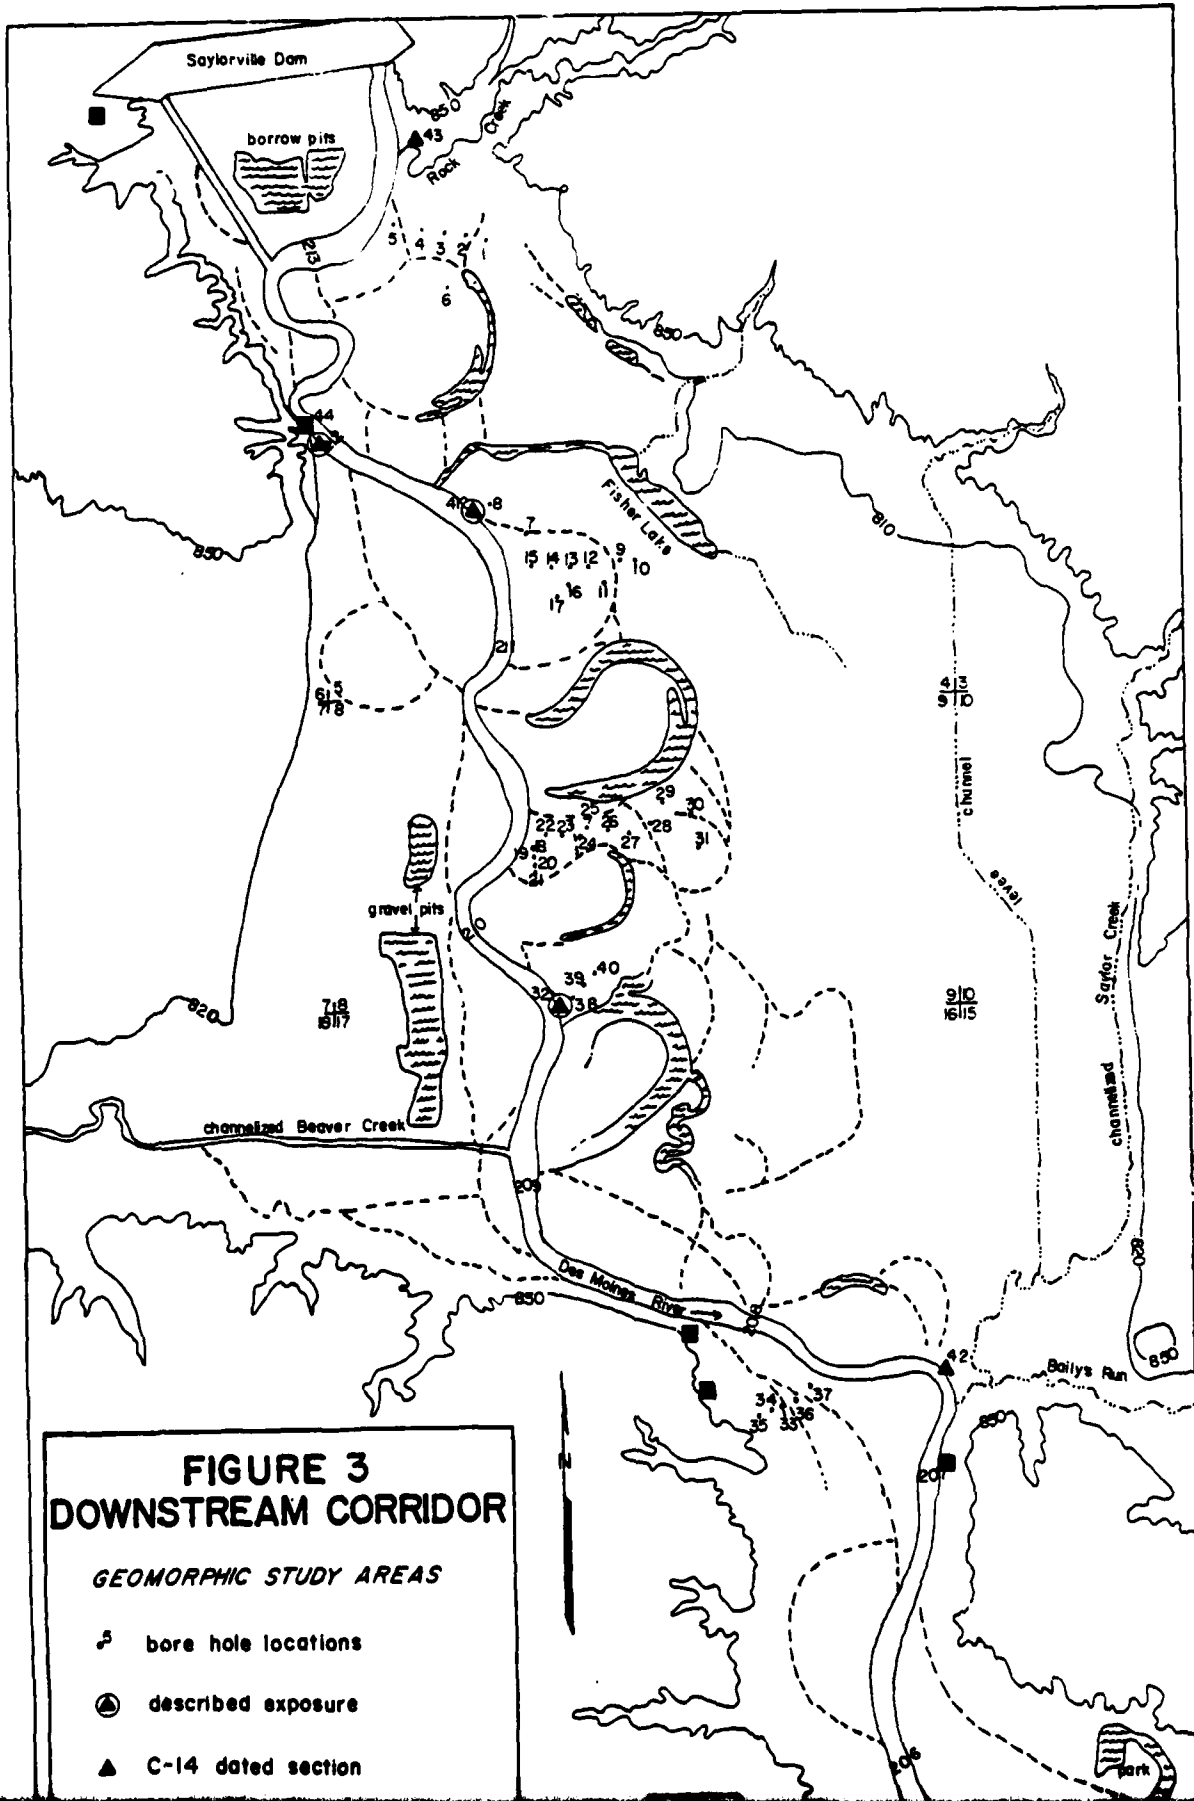 Saylorville Dam
borrow pits
850
43
Rock Creek
213
5 4 3 2 1
6
850
44
41 8
Fisher Lake
7
810
850
15 14 13 12 9 10
16 11
17
211
6 5
7 8
4 3
9 10
channel
29
25 30
22 23 26 28
19 18 24 27 31
20
21
levee
gravel pits
210
Saylor Creek
channelized
39 40
32 38
820
7 8
18 17
9 10
16 15
channelized Beaver Creek
209
820
Des Moines River
850
208
42
850
Bailys Run
34 37
36
35 33
850
207
N
FIGURE 3
DOWNSTREAM CORRIDOR
GEOMORPHIC STUDY AREAS
5 bore hole locations
described exposure
C-14 dated section
206
park